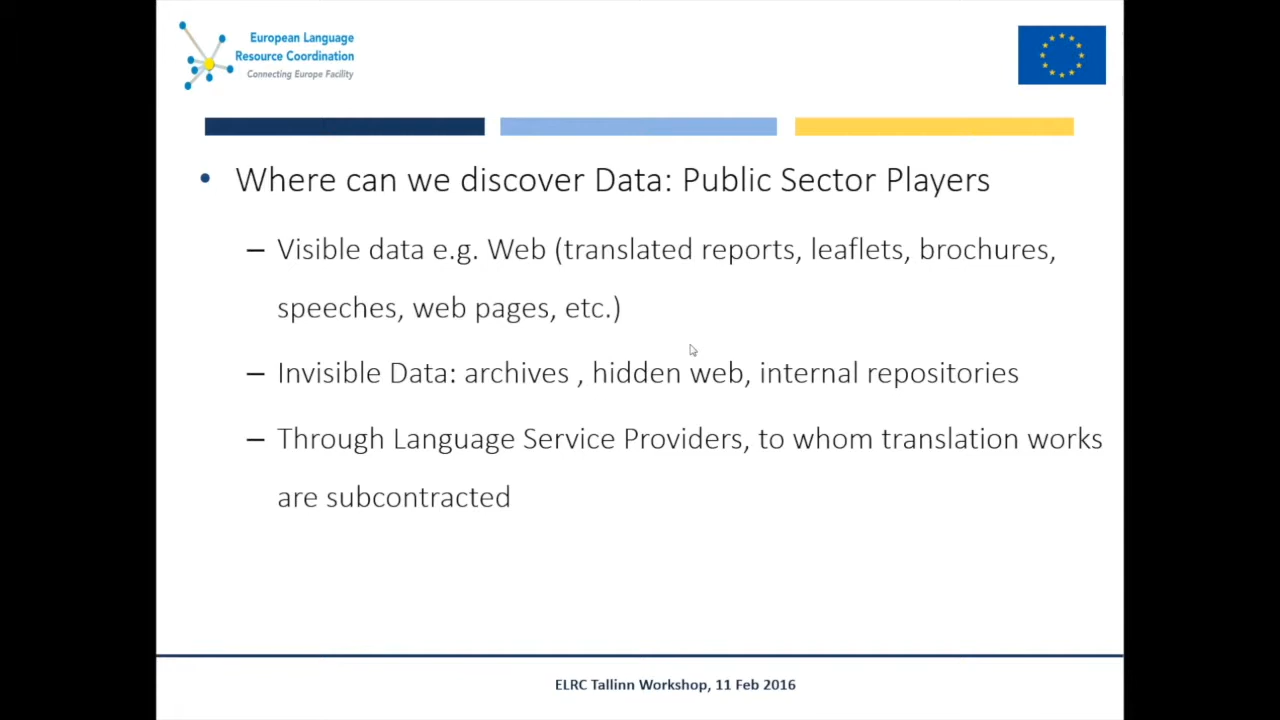 European Language
Resource Coordination
Connecting Europe Facility
• Where can we discover Data: Public Sector Players
– Visible data e.g. Web (translated reports, leaflets, brochures,
speeches, web pages, etc.)
– Invisible Data: archives , hidden web, internal repositories
– Through Language Service Providers, to whom translation works
are subcontracted
ELRC Tallinn Workshop, 11 Feb 2016